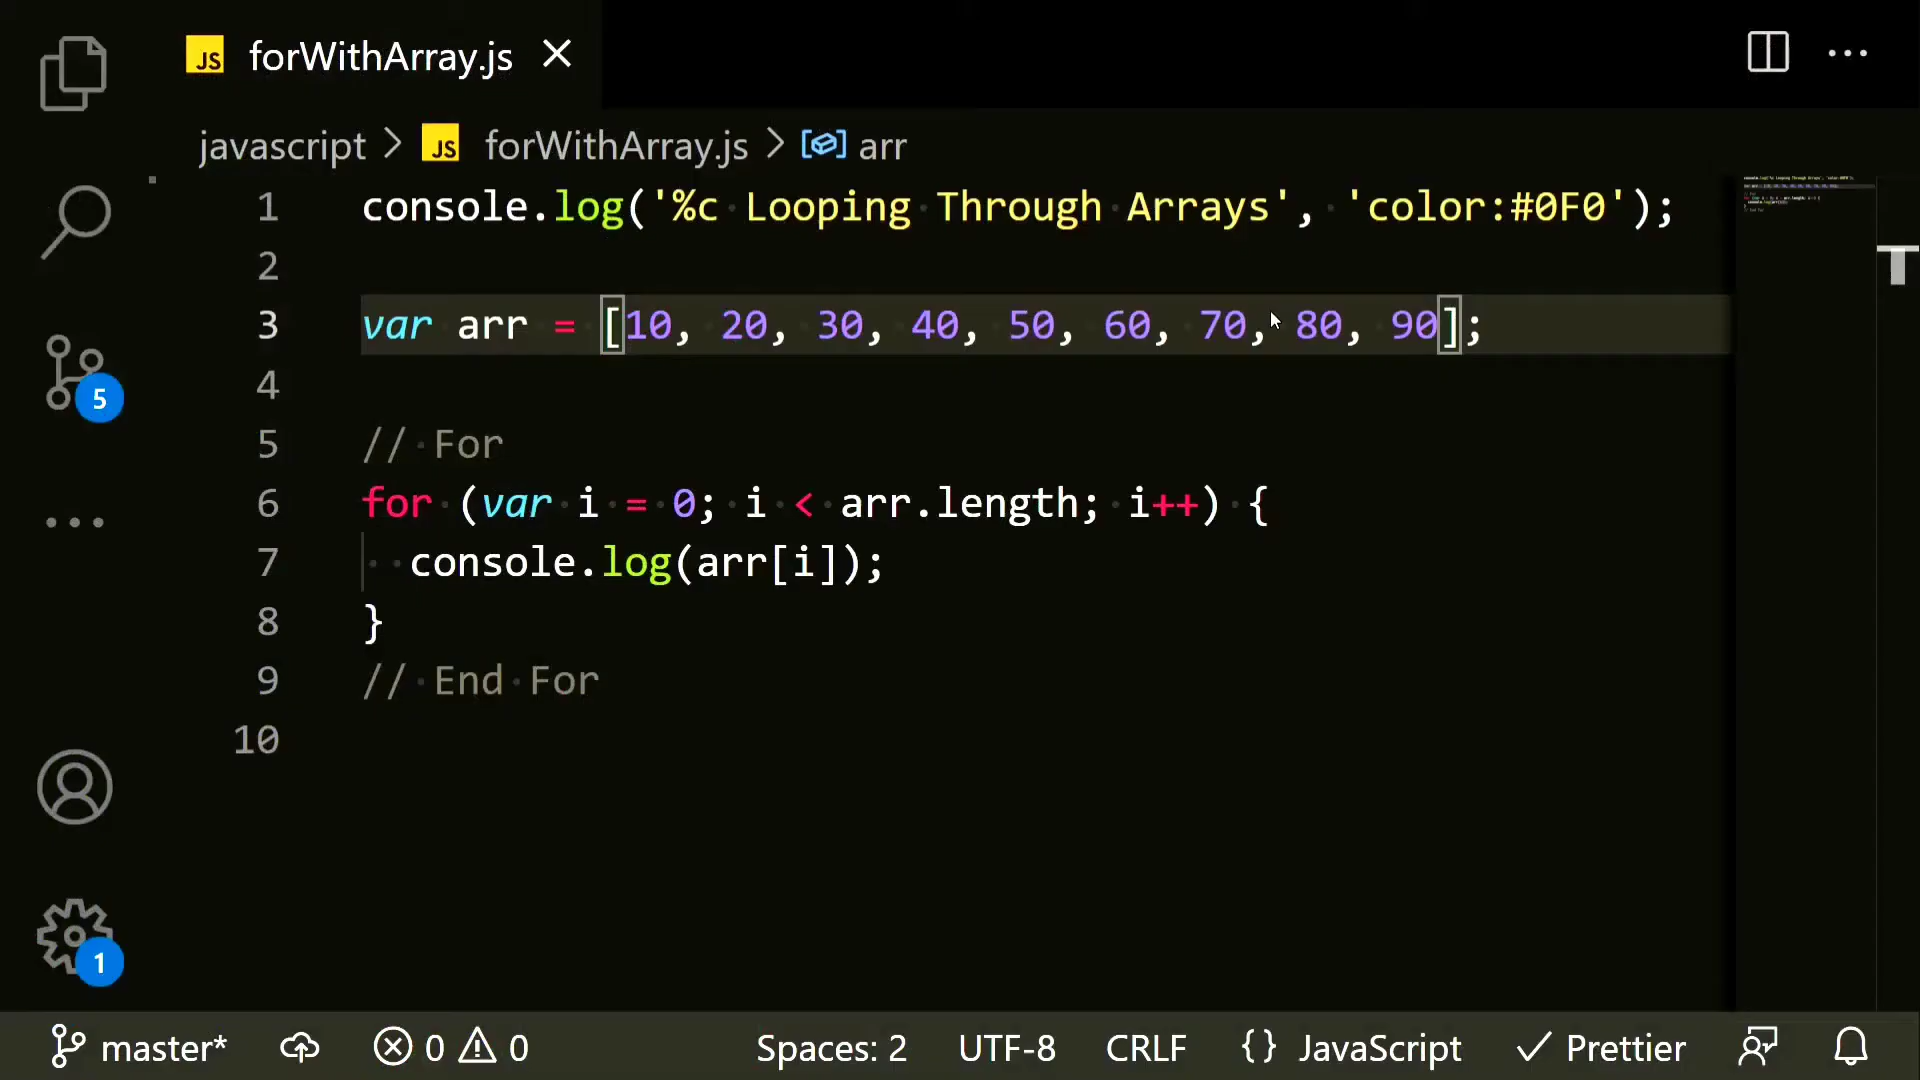 JS forWithArray.js
javascript > JS forWithArray.js > arr
1 console.log('%c Looping Through Arrays', 'color:#0F0');
2
3 var arr = [10, 20, 30, 40, 50, 60, 70, 80, 90];
4
5 // For
6 for (var i = 0; i < arr.length; i++) {
7 console.log(arr[i]);
8 }
9 // End For
10
5
1
master* 0 0 Spaces: 2 UTF-8 CRLF {} JavaScript Prettier